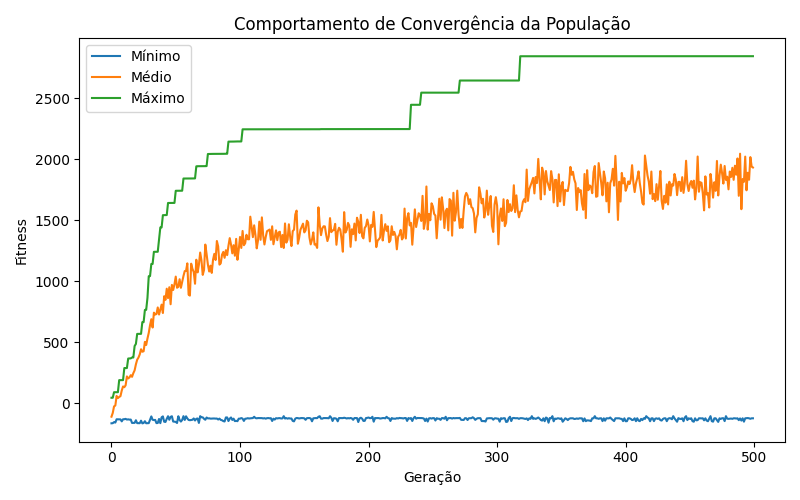 Comportamento de Convergência da População
Mínimo
Médio
Máximo
Fitness
2500
2000
1500
1000
500
0
0 100 200 300 400 500
Geração